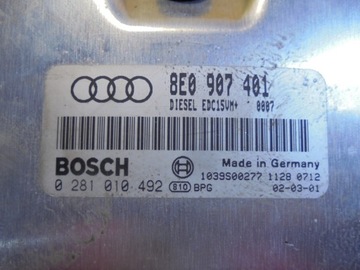 8E0 907 401
DIESEL EDC15VM+ 0007
BOSCH
Made in Germany
1039S00277 1128 0712
0 281 010 492 810 BPG 02-03-01